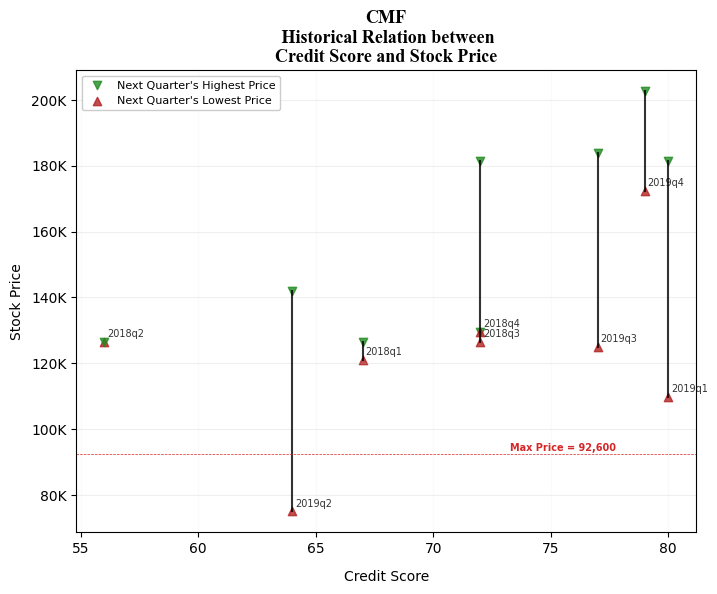 CMF
Historical Relation between
Credit Score and Stock Price
Next Quarter's Highest Price
Next Quarter's Lowest Price
200K
180K
160K
140K
120K
100K
80K
Stock Price
2019q4
2018q2
2018q4
2018q3
2019q3
2018q1
2019q1
Max Price = 92,600
2019q2
55
60
65
70
75
80
Credit Score